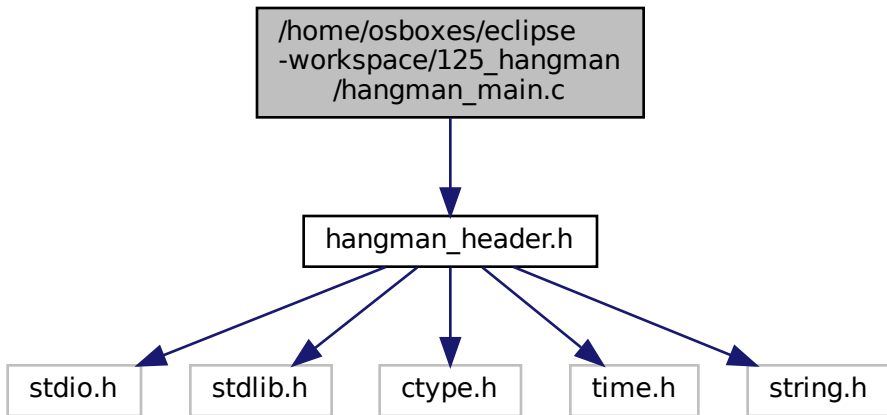 /home/osboxes/eclipse
-workspace/125_hangman
/hangman_main.c
hangman_header.h
stdio.h
stdlib.h
ctype.h
time.h
string.h